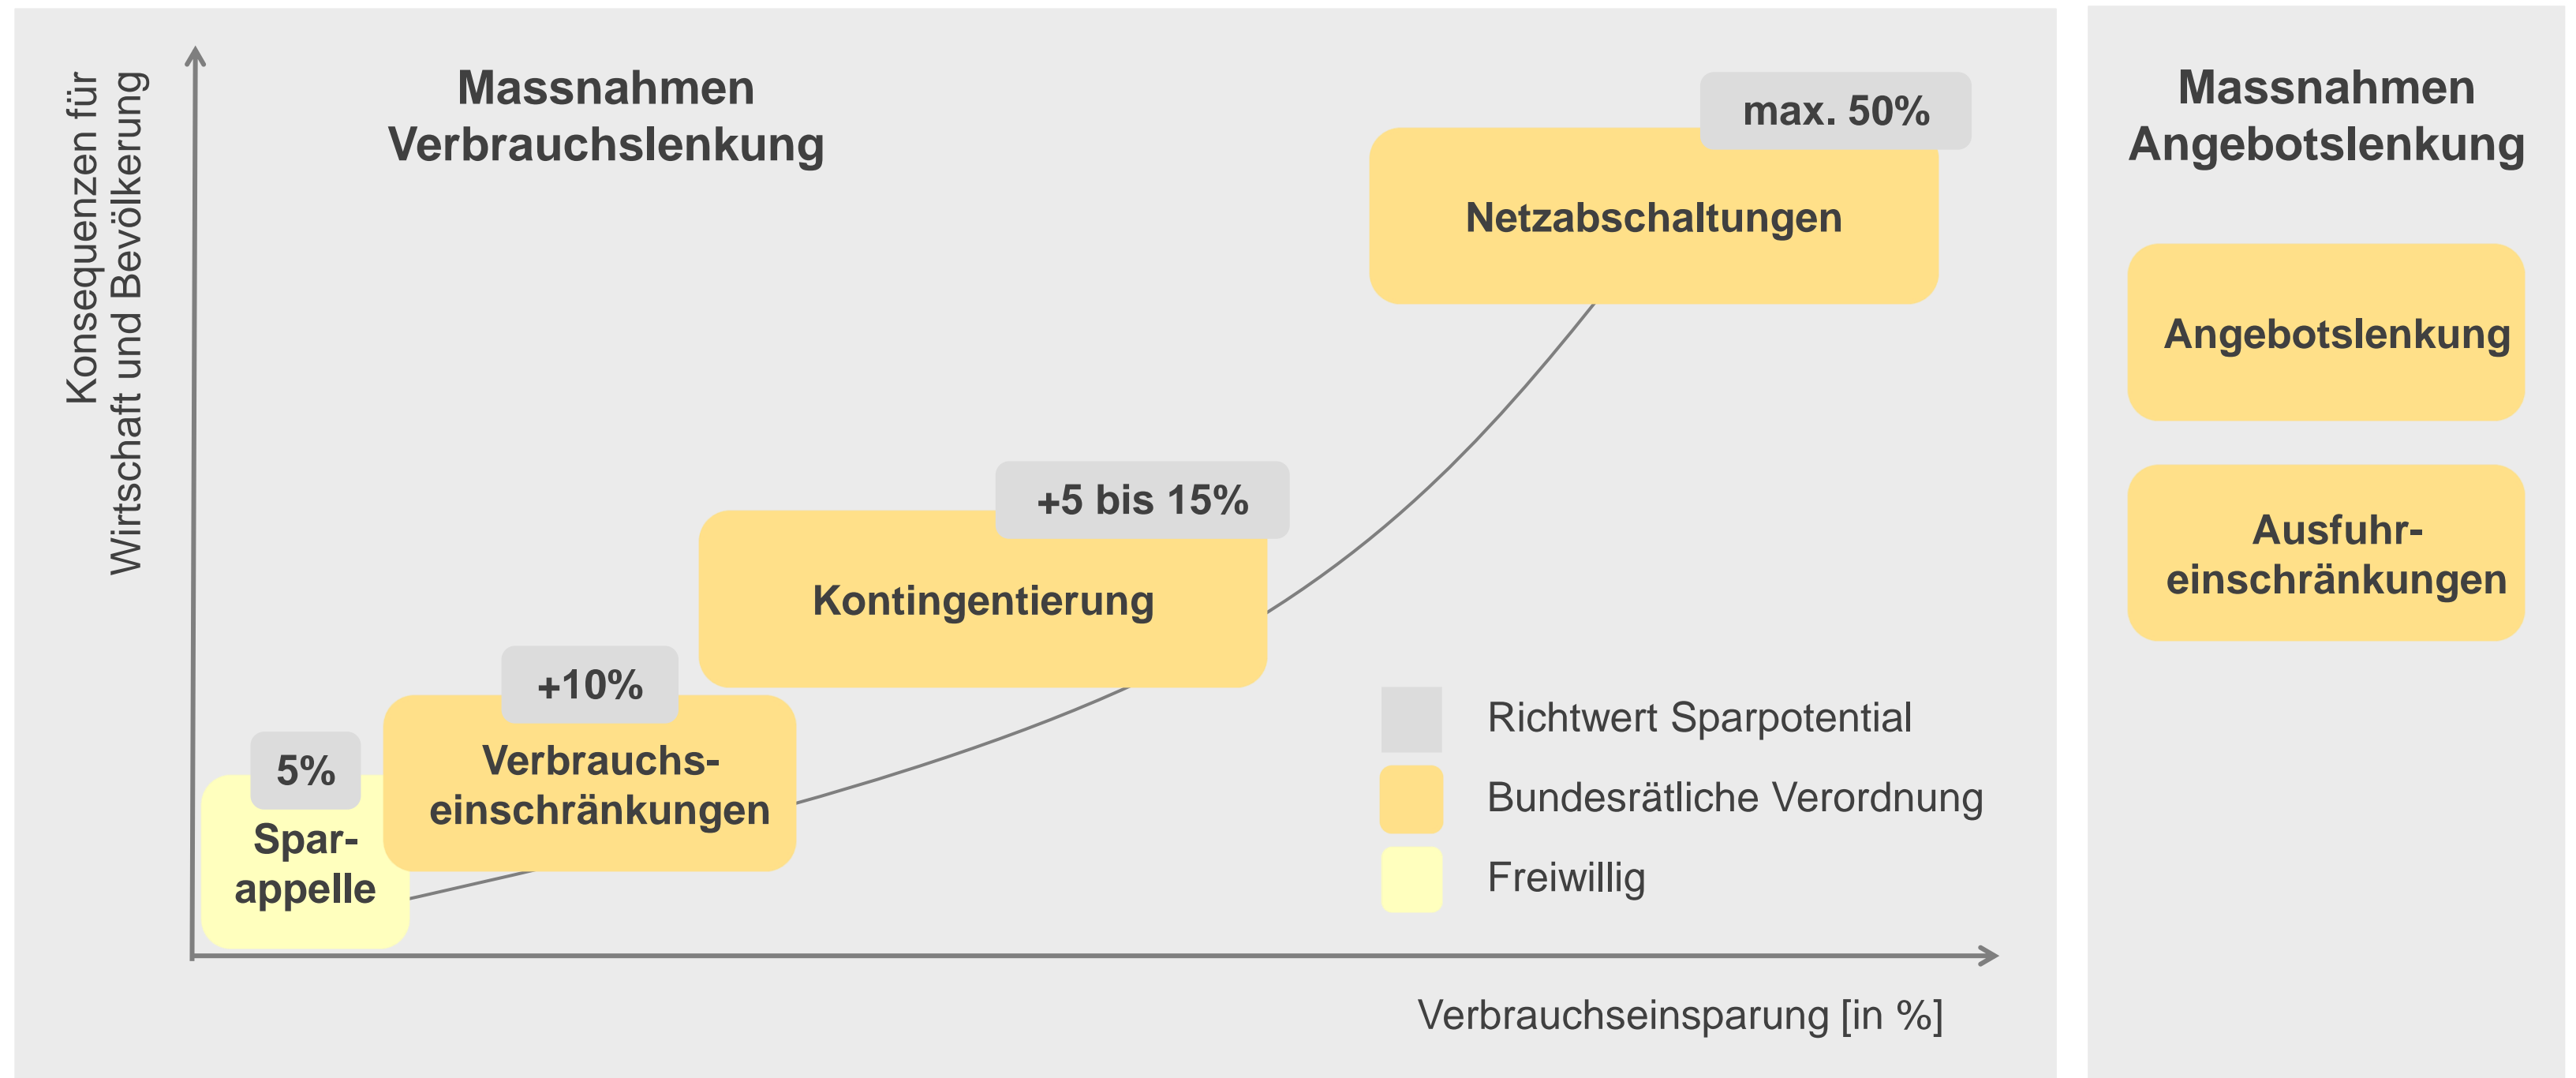 Konsequenzen für
Wirtschaft und Bevölkerung
Massnahmen
Verbrauchslenkung
max. 50%
Netzabschaltungen
+5 bis 15%
Kontingentierung
+10%
Verbrauchs-
einschränkungen
5%
Spar-
appelle
Richtwert Sparpotential
Bundesrätliche Verordnung
Freiwillig
Verbrauchseinsparung [in %]
Massnahmen
Angebotslenkung
Angebotslenkung
Ausfuhr-
einschränkungen